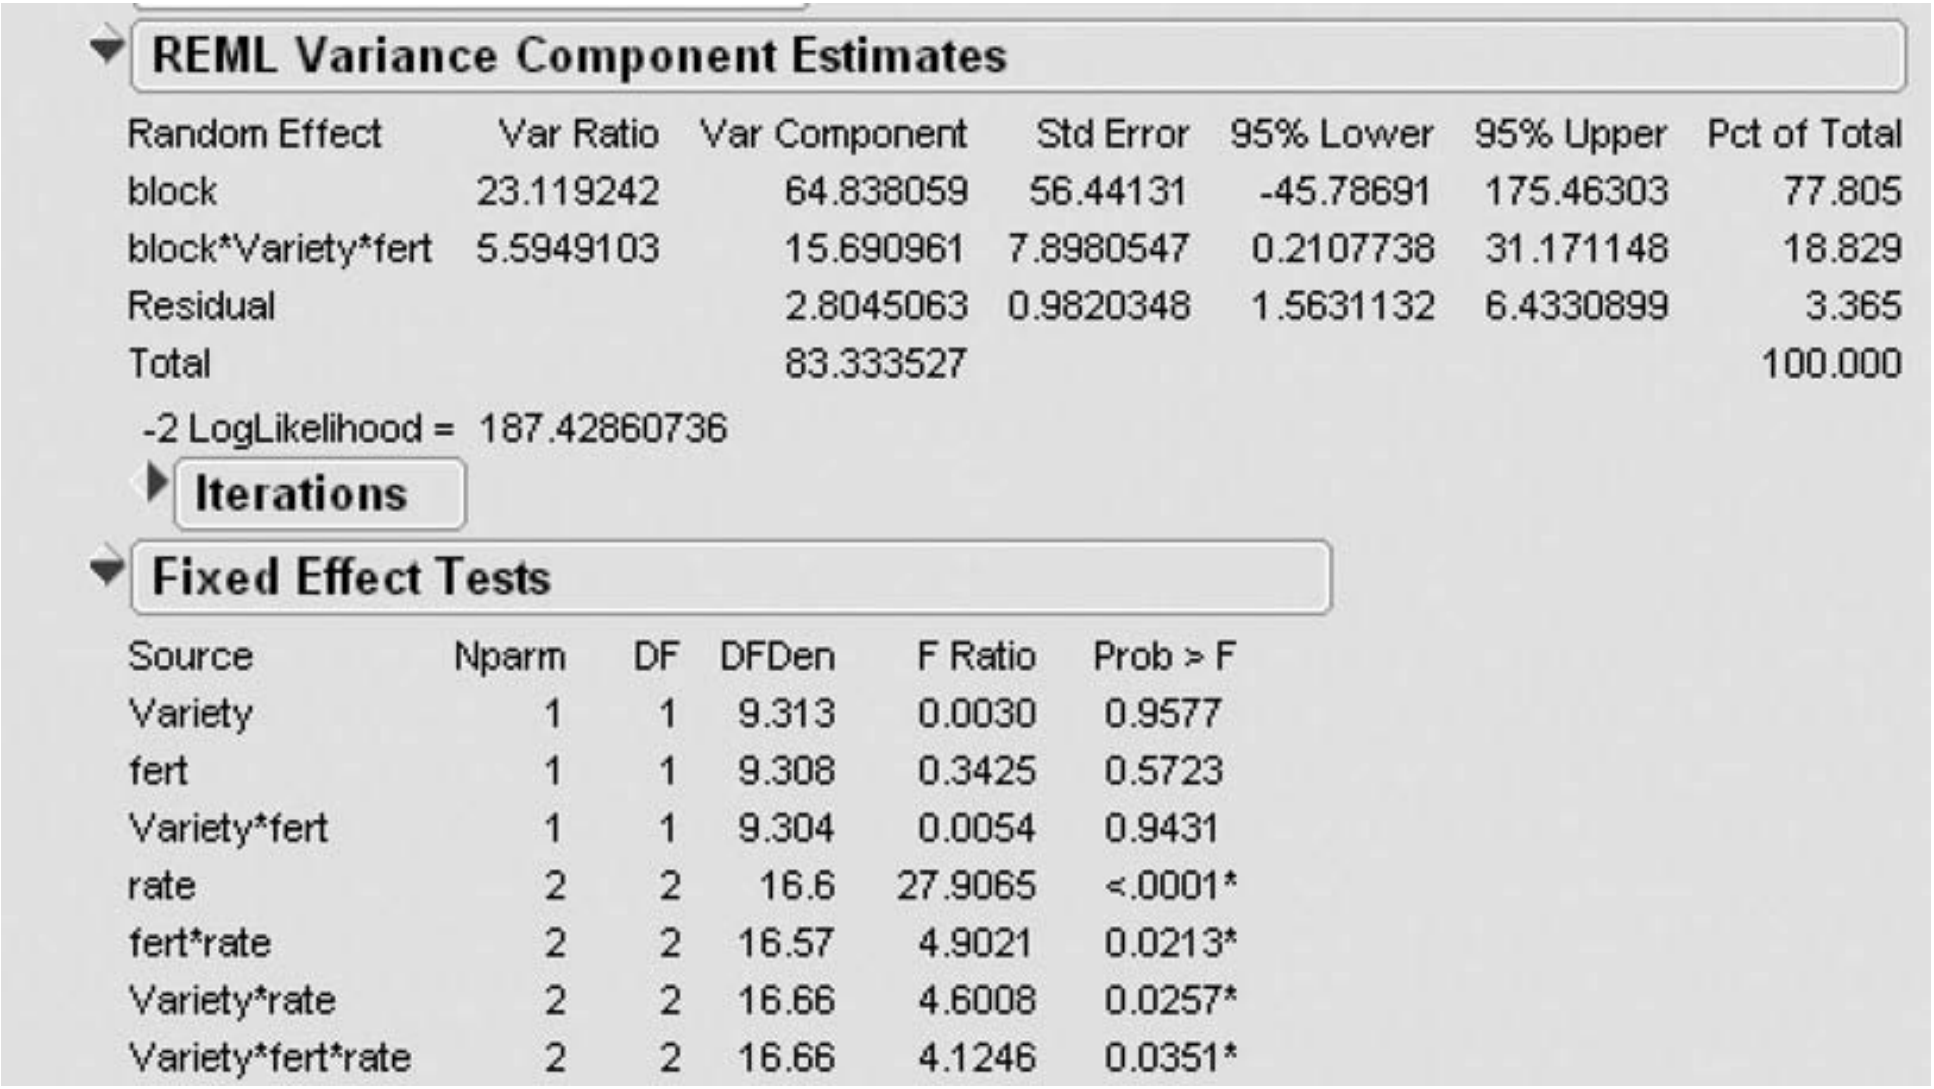 REML Variance Component Estimates
Random Effect Var Ratio Var Component Std Error 95% Lower 95% Upper Pct of Total
block 23.119242 64.838059 56.44131 -45.78691 175.46303 77.805
block*Variety*fert 5.5949103 15.690961 7.8980547 0.2107738 31.171148 18.829
Residual 2.8045063 0.9820348 1.5631132 6.4330899 3.365
Total 83.333527 100.000
-2 LogLikelihood = 187.42860736
Iterations
Fixed Effect Tests
Source Nparm DF DFDen F Ratio Prob > F
Variety 1 1 9.313 0.0030 0.9577
fert 1 1 9.308 0.3425 0.5723
Variety*fert 1 1 9.304 0.0054 0.9431
rate 2 2 16.6 27.9065 <.0001*
fert*rate 2 2 16.57 4.9021 0.0213*
Variety*rate 2 2 16.66 4.6008 0.0257*
Variety*fert*rate 2 2 16.66 4.1246 0.0351*